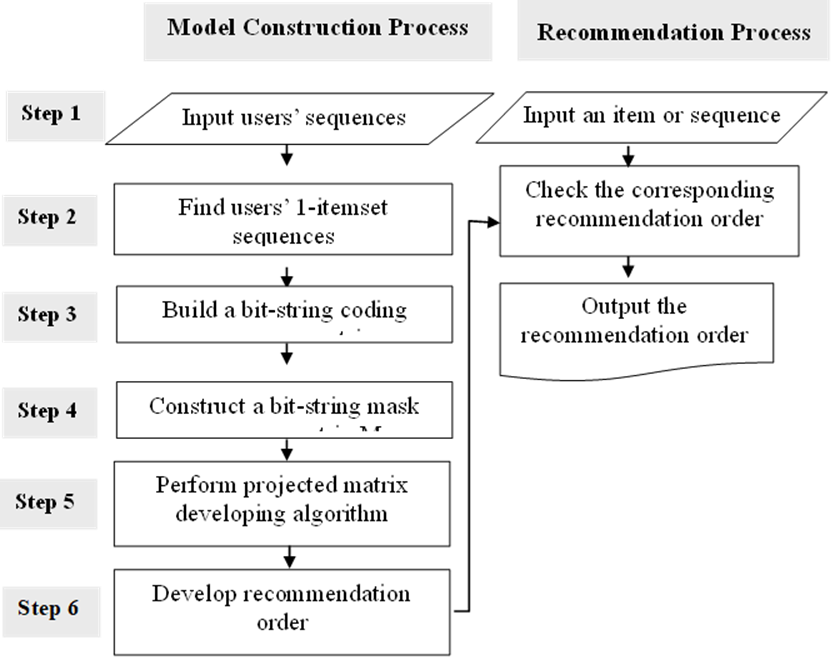 Model Construction Process
Recommendation Process
Step 1
Input users’ sequences
Input an item or sequence
Step 2
Find users’ 1-itemset
sequences
Check the corresponding
recommendation order
Step 3
Build a bit-string coding
Output the
recommendation order
Step 4
Construct a bit-string mask
Step 5
Perform projected matrix
developing algorithm
Step 6
Develop recommendation
order